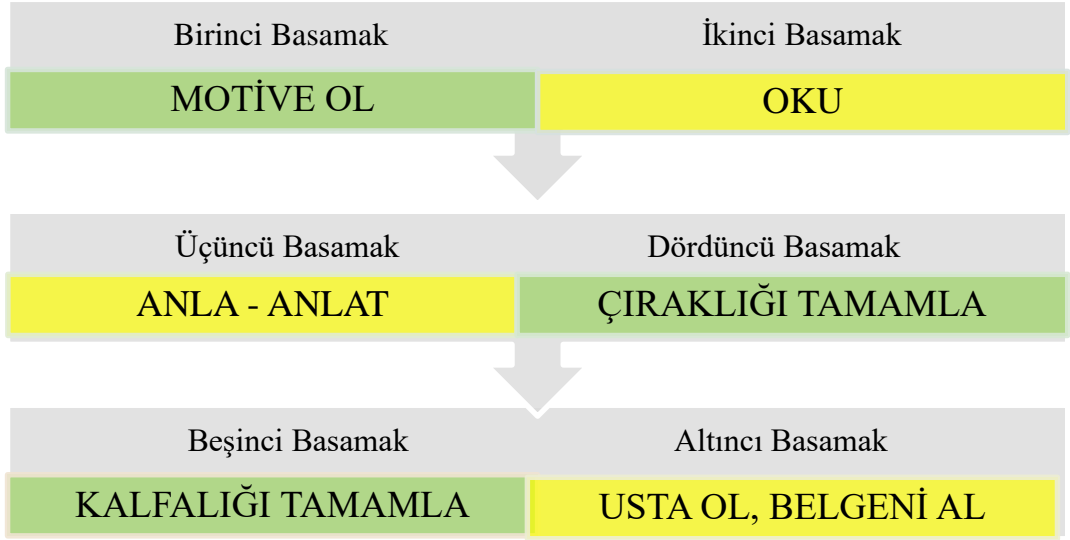 Birinci Basamak
İkinci Basamak
MOTİVE OL
OKU
Üçüncü Basamak
Dördüncü Basamak
ANLA - ANLAT
ÇIRAKLIĞI TAMAMLA
Beşinci Basamak
Altıncı Basamak
KALFALIĞI TAMAMLA
USTA OL, BELGENİ AL